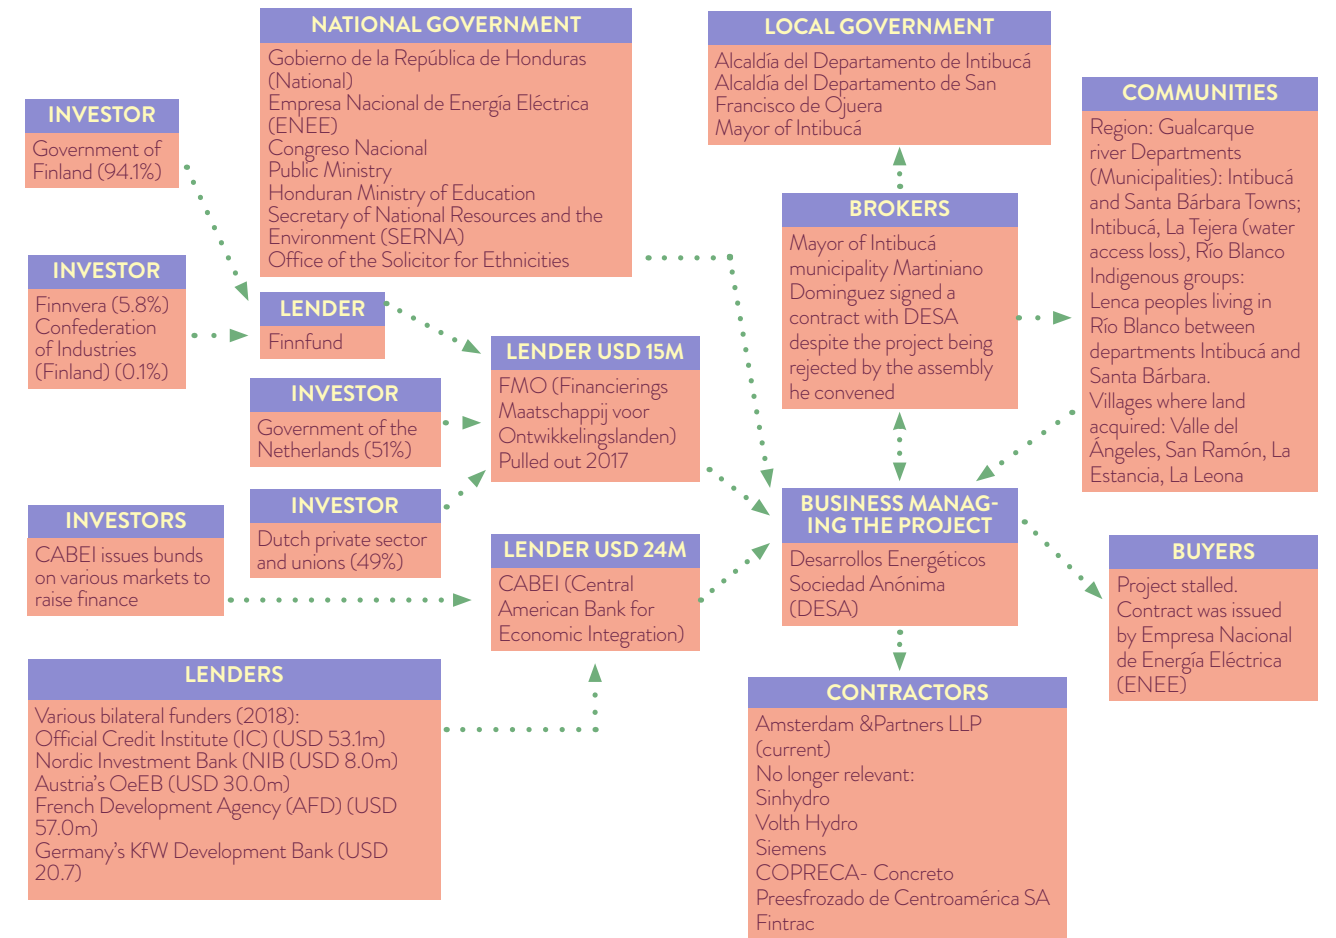 NATIONAL GOVERNMENT
Gobierno de la República de Honduras
(National)
Empresa Nacional de Energía Eléctrica
(ENEE)
Congreso Nacional
Public Ministry
Honduran Ministry of Education
Secretary of National Resources and the
Environment (SERNA)
Office of the Solicitor for Ethnicities
LOCAL GOVERNMENT
Alcaldía del Departamento de Intibucá
Alcaldía del Departamento de San
Francisco de Ojuera
Mayor of Intibucá
COMMUNITIES
Region: Gualcarque
river Departments
(Municipalities): Intibucá
and Santa Bárbara Towns;
Intibucá, La Tejera (water
access loss), Río Blanco
Indigenous groups:
Lenca peoples living in
Río Blanco between
departments Intibucá and
Santa Bárbara.
Villages where land
acquired: Valle del
Ángeles, San Ramón, La
Estancia, La Leona
INVESTOR
Government of
Finland (94.1%)
BROKERS
Mayor of Intibucá
municipality Martiniano
Dominguez signed a
contract with DESA
despite the project being
rejected by the assembly
he convened
INVESTOR
Finnvera (5.8%)
Confederation
of Industries
(Finland) (0.1%)
LENDER
Finnfund
LENDER USD 15M
FMO (Financierings
Maatschappij voor
Ontwikkelingslanden)
Pulled out 2017
INVESTOR
Government of the
Netherlands (51%)
INVESTOR
Dutch private sector
and unions (49%)
INVESTORS
CABEI issues bunds
on various markets to
raise finance
LENDER USD 24M
CABEI (Central
American Bank for
Economic Integration)
BUSINESS MANAG-
ING THE PROJECT
Desarrollos Energéticos
Sociedad Anónima
(DESA)
BUYERS
Project stalled.
Contract was issued
by Empresa Nacional
de Energía Eléctrica
(ENEE)
LENDERS
Various bilateral funders (2018):
Official Credit Institute (IC) (USD 53.1m)
Nordic Investment Bank (NIB (USD 8.0m)
Austria's OeEB (USD 30.0m)
French Development Agency (AFD) (USD
57.0m)
Germany's KfW Development Bank (USD
20.7)
CONTRACTORS
Amsterdam &Partners LLP
(current)
No longer relevant:
Sinhydro
Volth Hydro
Siemens
COPRECA- Concreto
Preesfrozado de Centroamérica SA
Fintrac